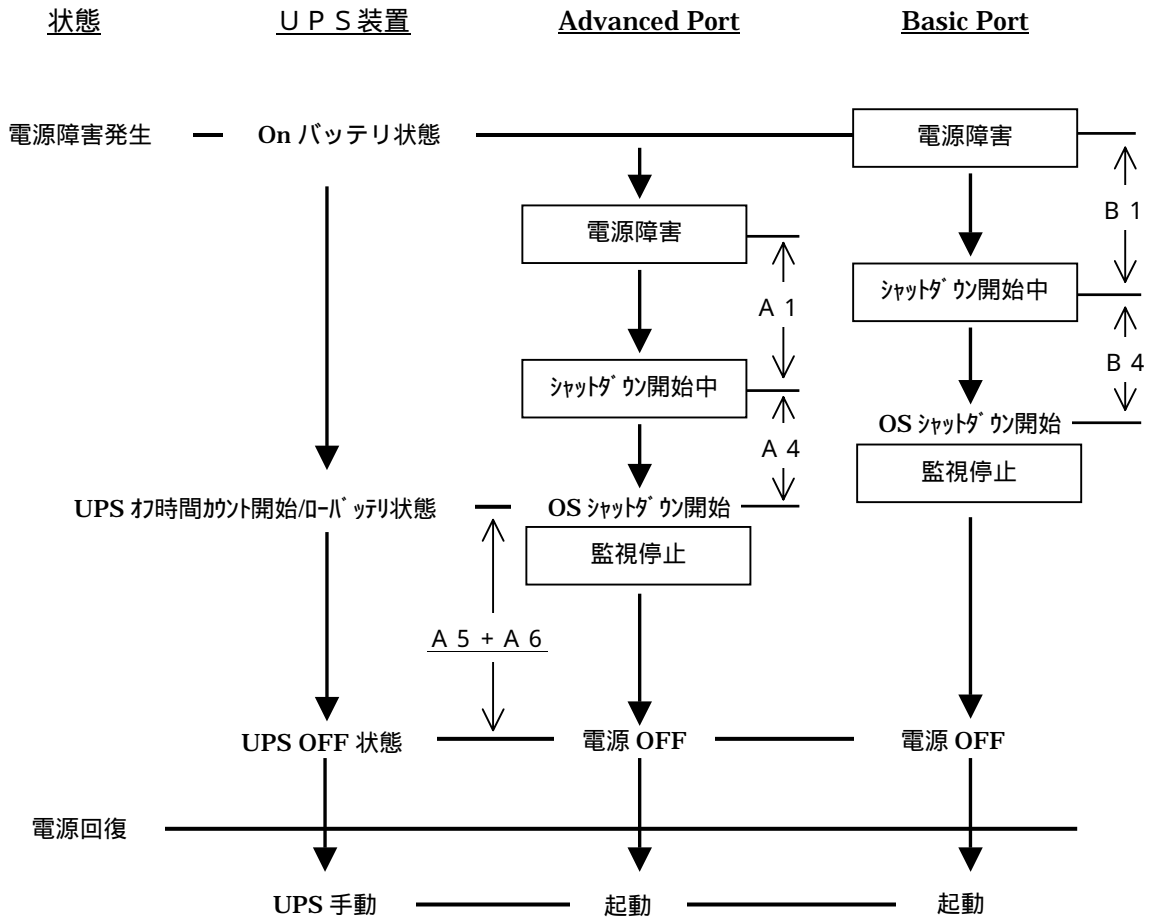 状態 ＵＰＳ装置 Advanced Port Basic Port
電源障害発生 On バッテリ状態 電源障害
電源障害
Ｂ１
ｼｬｯﾄﾀﾞｳﾝ開始中
Ａ１
ｼｬｯﾄﾀﾞｳﾝ開始中
Ｂ４
OS ｼｬｯﾄﾀﾞｳﾝ開始
Ａ４
監視停止
UPS ｵﾌ時間ｶｳﾝﾄ開始/ﾛｰﾊﾞｯﾃﾘ状態 OS ｼｬｯﾄﾀﾞｳﾝ開始
監視停止
Ａ５＋Ａ６
UPS OFF 状態 電源 OFF 電源 OFF
電源回復
UPS 手動 起動 起動